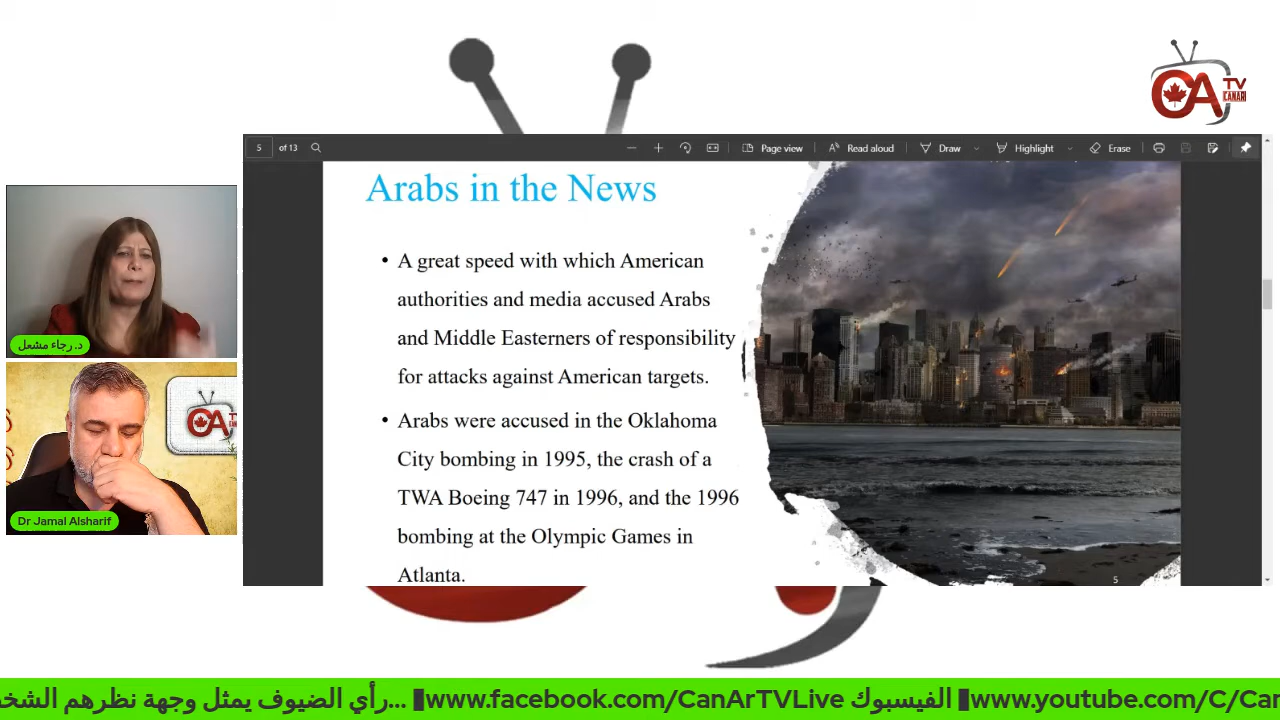 CA TV
CANAR
5 of 13 Page view Read aloud Draw Highlight Erase
Arabs in the News
• A great speed with which American
authorities and media accused Arabs
and Middle Easterners of responsibility
for attacks against American targets.
• Arabs were accused in the Oklahoma
City bombing in 1995, the crash of a
TWA Boeing 747 in 1996, and the 1996
bombing at the Olympic Games in
Atlanta.
5
د. رجاء مشعل
CA TV
Dr Jamal Alsharif
رأي الضيوف يمثل وجهة نظرهم الشخ... www.facebook.com/CanArTVLive الفيسبوك www.youtube.com/C/Can